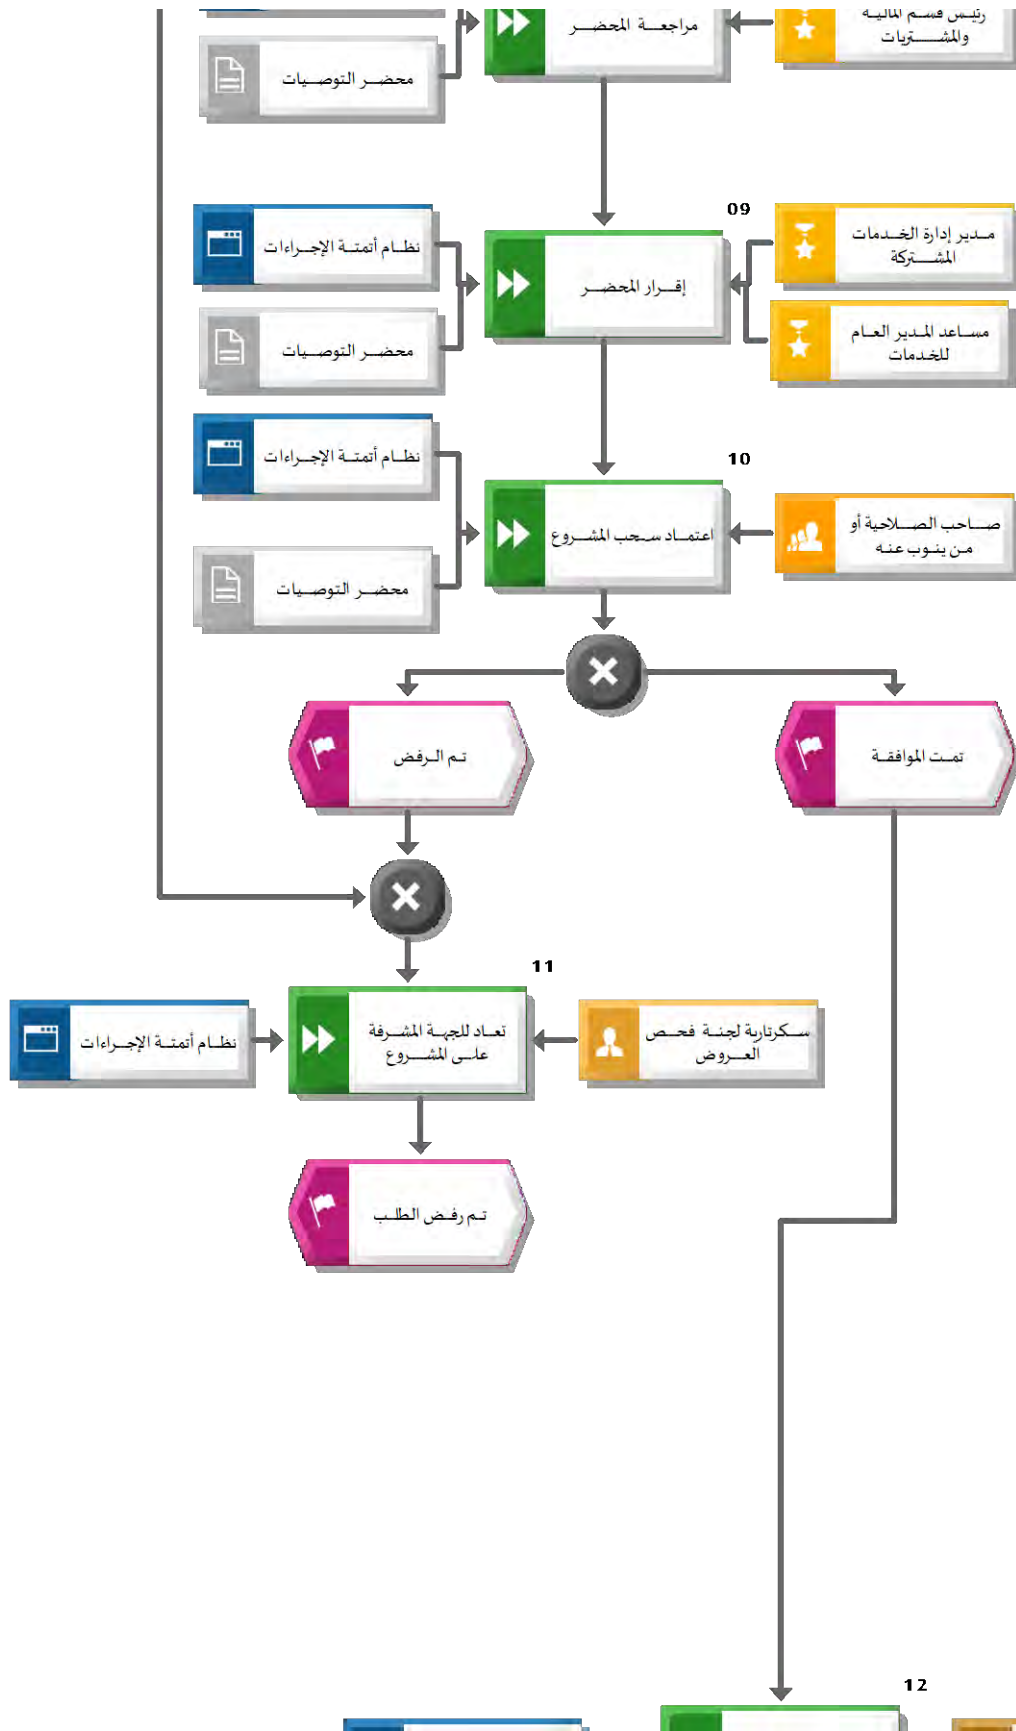 رئيس قسم المالية
والمشتريات
مراجعة المحضر
محضر التوصيات
09
مدير إدارة الخدمات
المشتركة
إقرار المحضر
نظام أتمتة الإجراءات
مساعد المدير العام
للخدمات
محضر التوصيات
10
نظام أتمتة الإجراءات
صاحب الصلاحية أو
من ينوب عنه
اعتماد سحب المشروع
محضر التوصيات
تمت الموافقة
تم الرفض
11
سكرتارية لجنة فحص
العروض
تعاد للجهة المشرفة
على المشروع
نظام أتمتة الإجراءات
تم رفض الطلب
12